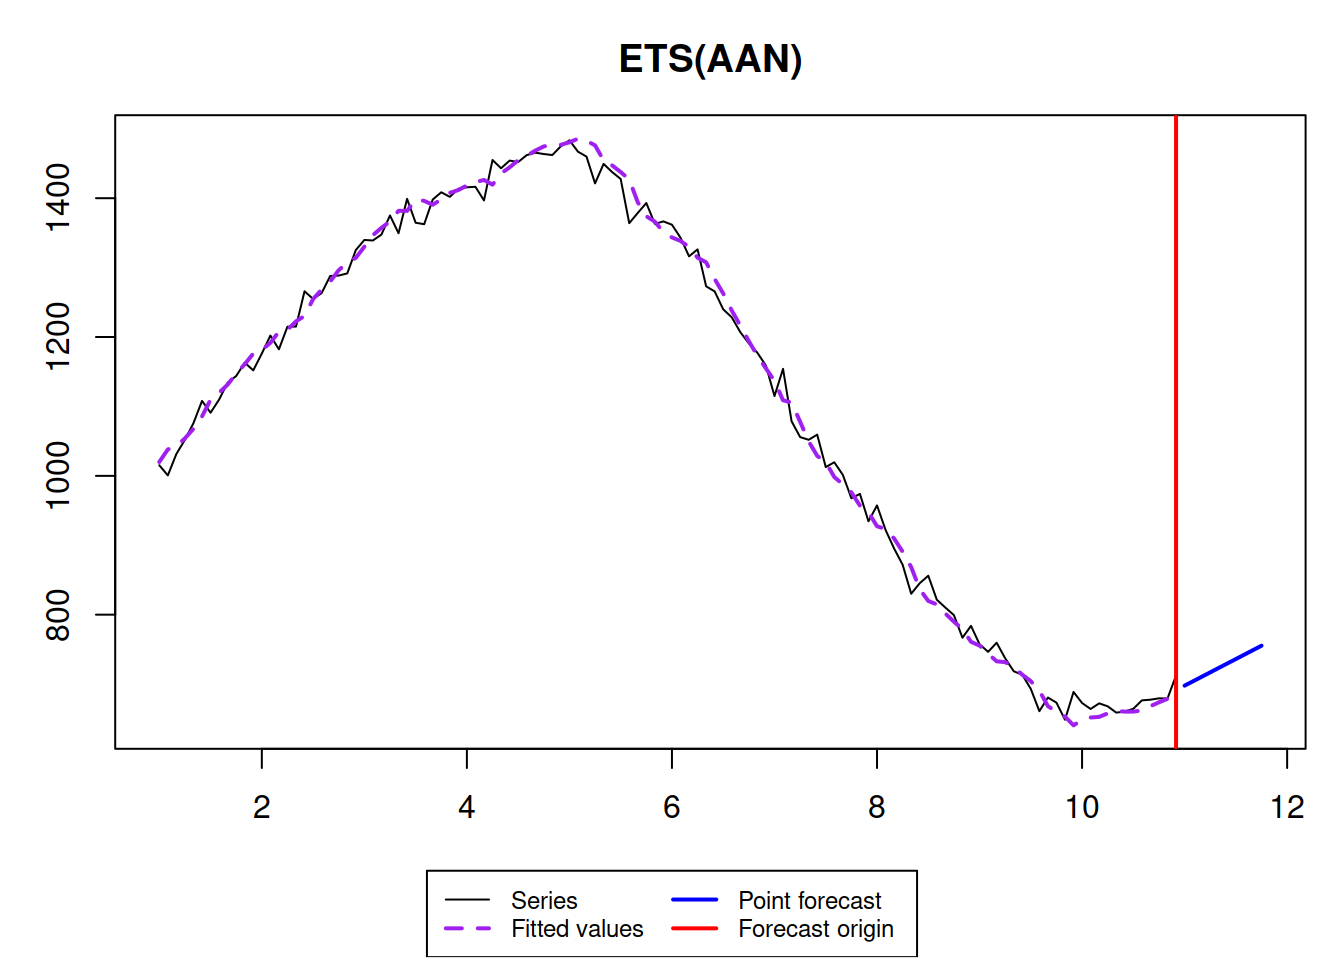 ETS(AAN)
1400
1200
1000
800
2 4 6 8 10 12
Series
Fitted values
Point forecast
Forecast origin